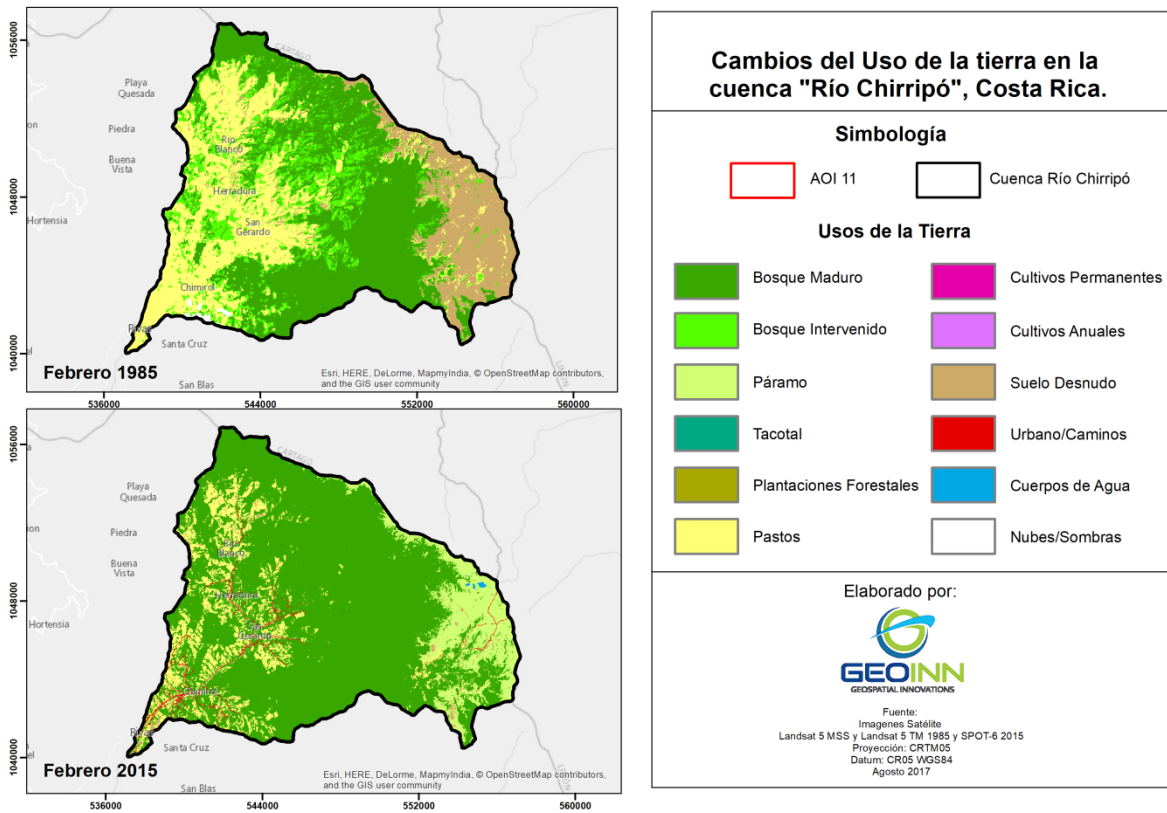 1056000
1048000
1040000
CARTAGO
Playa
Quesada
Piedra
Río
Blanco
Buena
Vista
Herradura
Hortensia
San
Gerardo
Chimirol
Rivas
Santa Cruz
LIMÓN
San Blas
Febrero 1985
Esri, HERE, DeLorme, MapmyIndia, © OpenStreetMap contributors,
and the GIS user community
536000 544000 552000 560000
1056000
1048000
1040000
CARTAGO
Playa
Quesada
Piedra
Río
Blanco
Buena
Vista
Herradura
Hortensia
San
Gerardo
Chimirol
Rivas
Santa Cruz
LIMÓN
San Blas
Febrero 2015
Esri, HERE, DeLorme, MapmyIndia, © OpenStreetMap contributors,
and the GIS user community
536000 544000 552000 560000
Cambios del Uso de la tierra en la
cuenca "Río Chirripó", Costa Rica.
Simbología
AOI 11 Cuenca Río Chirripó
Usos de la Tierra
Bosque Maduro Cultivos Permanentes
Bosque Intervenido Cultivos Anuales
Páramo Suelo Desnudo
Tacotal Urbano/Caminos
Plantaciones Forestales Cuerpos de Agua
Pastos Nubes/Sombras
Elaborado por:
GEOINN
GEOSPATIAL INNOVATIONS
Fuente:
Imagenes Satélite
Landsat 5 MSS y Landsat 5 TM 1985 y SPOT-6 2015
Proyección: CRTM05
Datum: CR05 WGS84
Agosto 2017